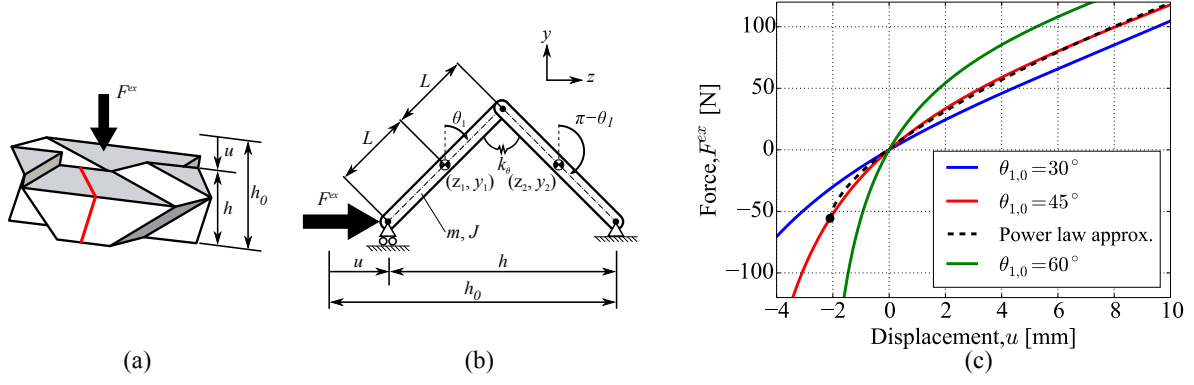 F^ex
u
h
h_0
(a)
y
z
L
L
θ_1
π−θ_1
k_θ
(z_1, y_1)
(z_2, y_2)
F^ex
m, J
u
h
h_0
(b)
Force, F^ex [N]
100
50
0
−50
−100
θ_1,0=30°
θ_1,0=45°
Power law approx.
θ_1,0=60°
−4
−2
0
2
4
6
8
10
Displacement, u [mm]
(c)